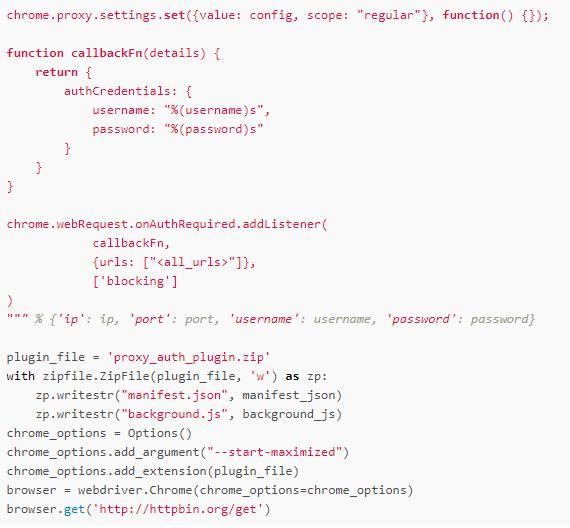 chrome.proxy.settings.set({value: config, scope: "regular"}, function() {});
function callbackFn(details) {
    return {
        authCredentials: {
            username: "%(username)s",
            password: "%(password)s"
        }
    }
}
chrome.webRequest.onAuthRequired.addListener(
            callbackFn,
            {urls: ["<all_urls>"]},
            ['blocking']
)
""" % {'ip': ip, 'port': port, 'username': username, 'password': password}
plugin_file = 'proxy_auth_plugin.zip'
with zipfile.ZipFile(plugin_file, 'w') as zp:
    zp.writestr("manifest.json", manifest_json)
    zp.writestr("background.js", background_js)
chrome_options = Options()
chrome_options.add_argument("--start-maximized")
chrome_options.add_extension(plugin_file)
browser = webdriver.Chrome(chrome_options=chrome_options)
browser.get('http://httpbin.org/get')